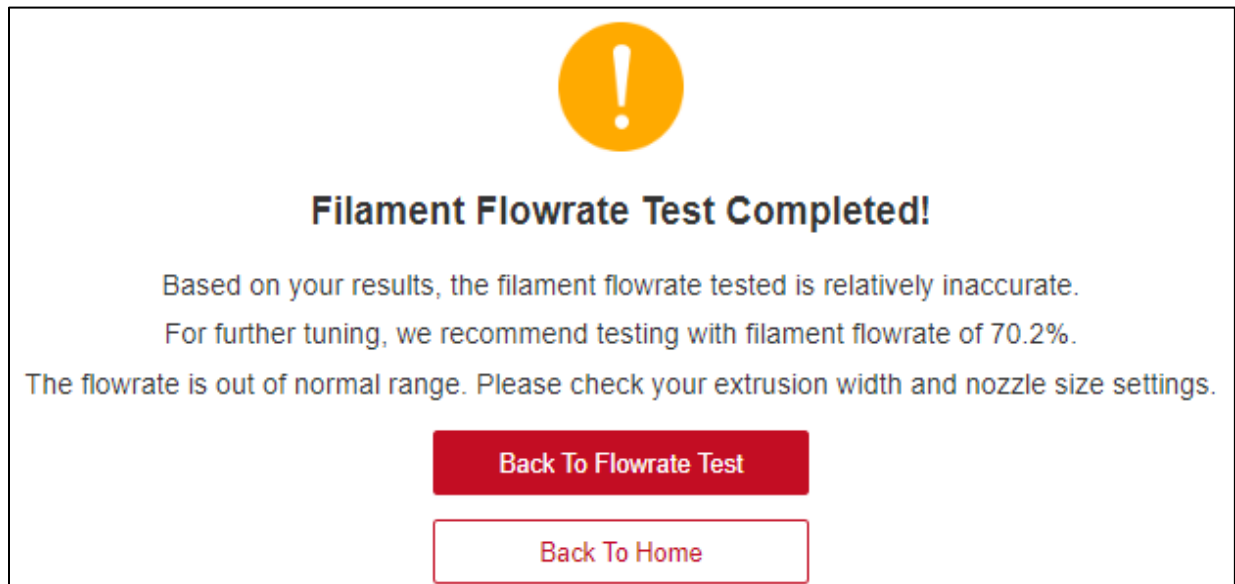 Filament Flowrate Test Completed!
Based on your results, the filament flowrate tested is relatively inaccurate.
For further tuning, we recommend testing with filament flowrate of 70.2%.
The flowrate is out of normal range. Please check your extrusion width and nozzle size settings.
Back To Flowrate Test
Back To Home